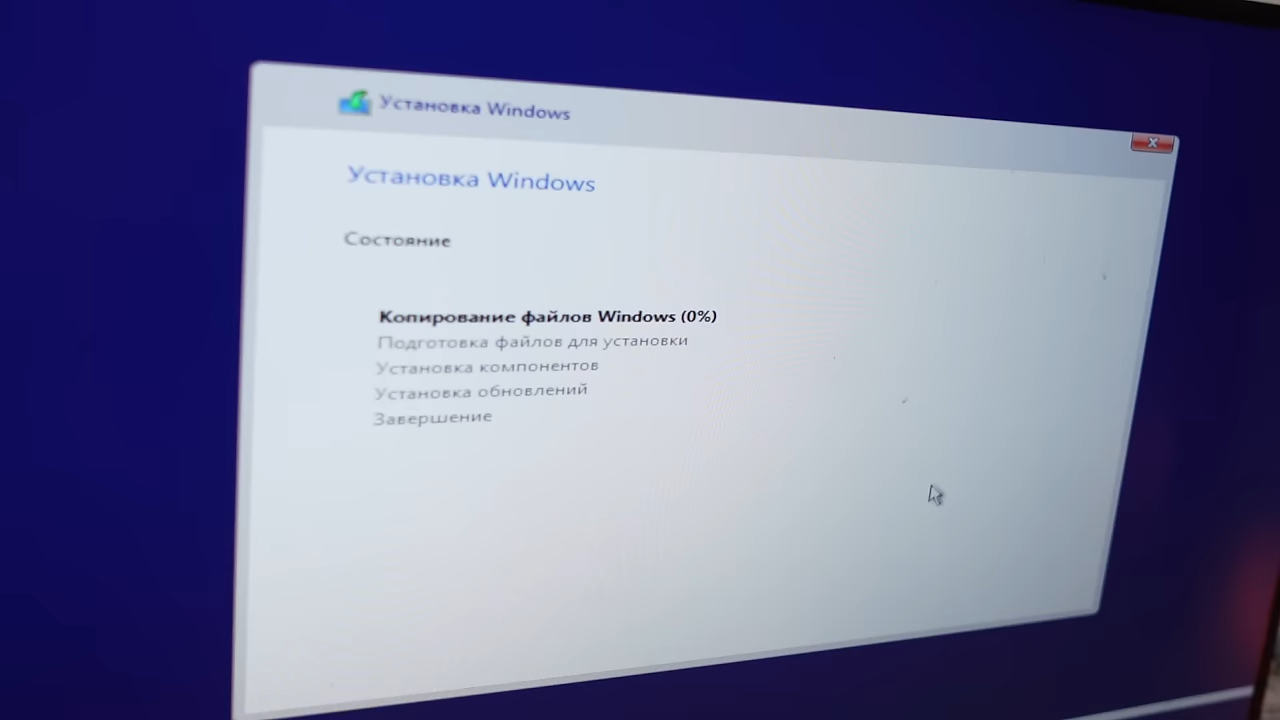 Установка Windows
Установка Windows
Состояние
Копирование файлов Windows (0%)
Подготовка файлов для установки
Установка компонентов
Установка обновлений
Завершение